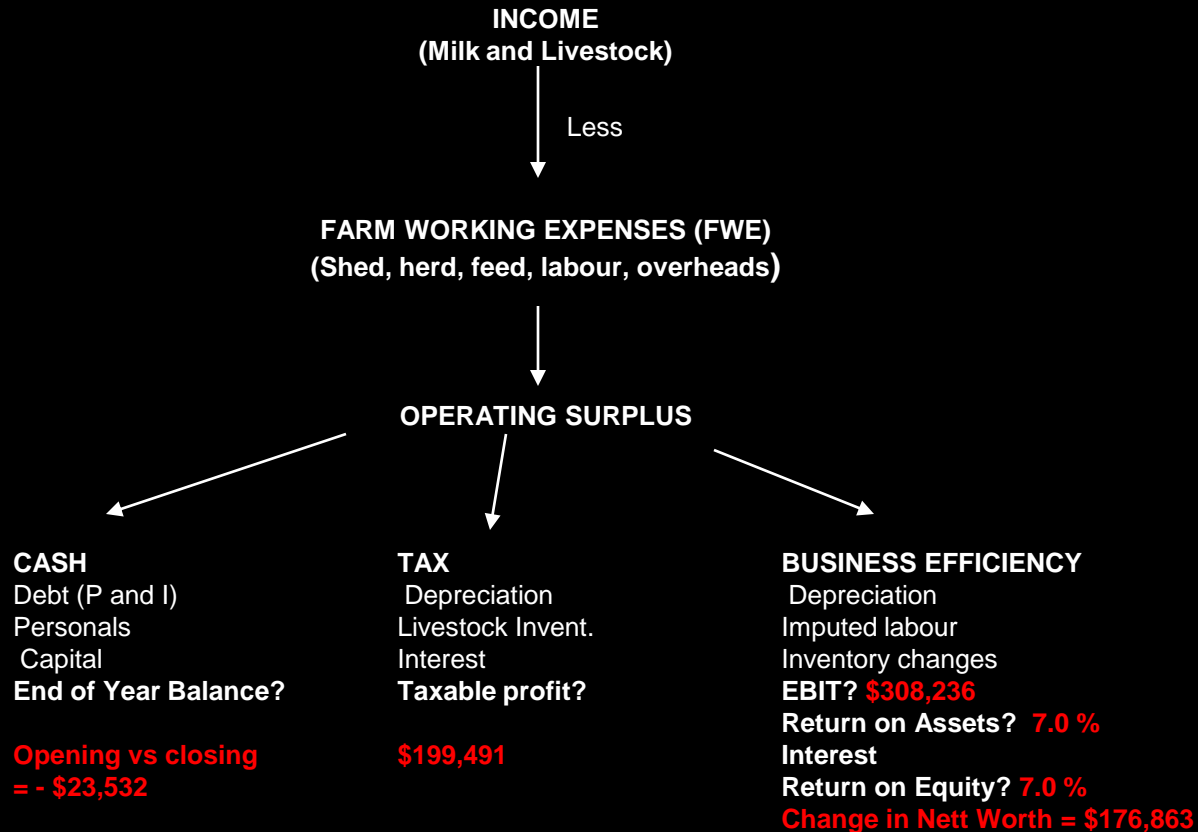 INCOME
(Milk and Livestock)
Less
FARM WORKING EXPENSES (FWE)
(Shed, herd, feed, labour, overheads)
OPERATING SURPLUS
CASH
Debt (P and I)
Personals
Capital
End of Year Balance?
Opening vs closing
= - $23,532
TAX
Depreciation
Livestock Invent.
Interest
Taxable profit?
$199,491
BUSINESS EFFICIENCY
Depreciation
Imputed labour
Inventory changes
EBIT? $308,236
Return on Assets? 7.0 %
Interest
Return on Equity? 7.0 %
Change in Nett Worth = $176,863